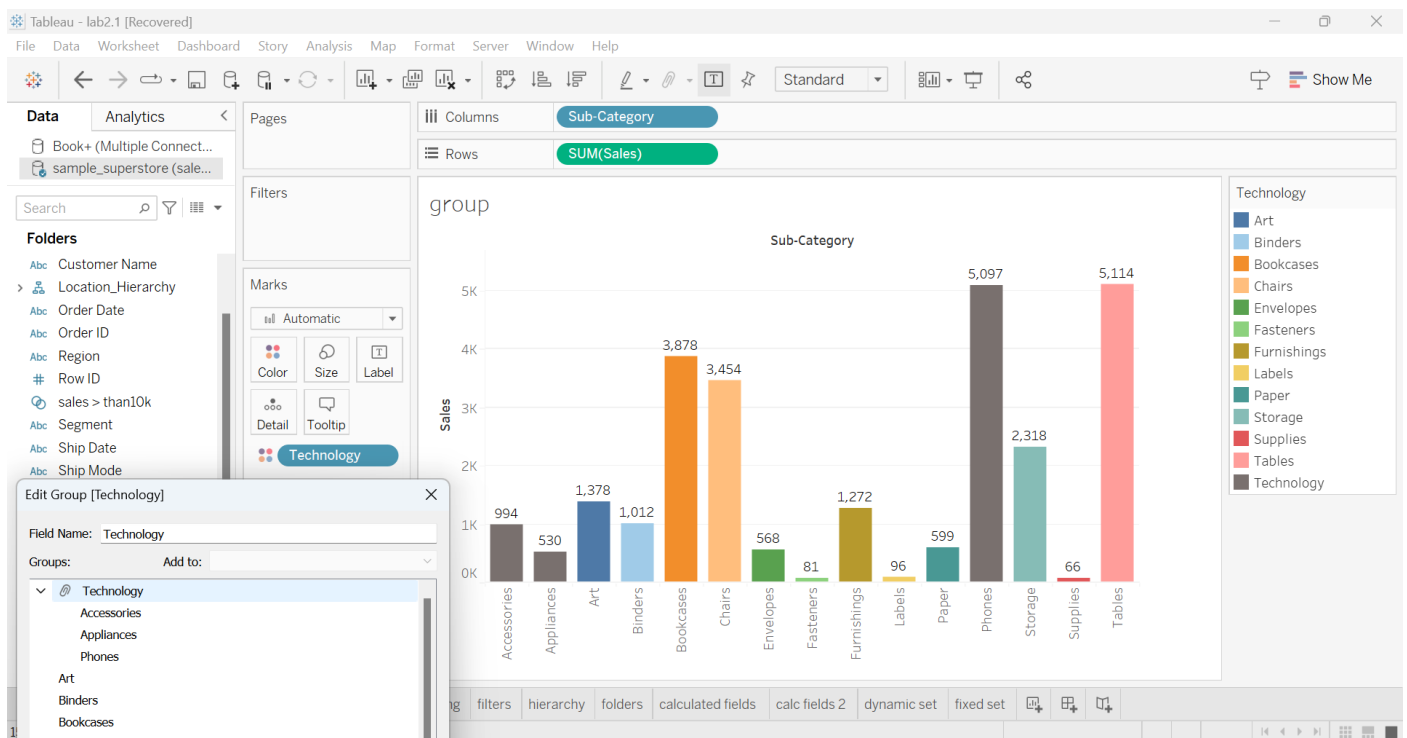 Tableau - lab2.1 [Recovered]
File Data Worksheet Dashboard Story Analysis Map Format Server Window Help
Standard
Show Me
Data Analytics
Book+ (Multiple Connect...
sample_superstore (sale...
Search
Folders
Abc Customer Name
Location_Hierarchy
Abc Order Date
Abc Order ID
Abc Region
# Row ID
sales > than10k
Abc Segment
Abc Ship Date
Abc Ship Mode
Pages
Filters
Marks
Automatic
Color Size Label
Detail Tooltip
Technology
Columns Sub-Category
Rows SUM(Sales)
group
Sub-Category
Sales
5K
4K
3K
2K
1K
0K
994
530
1,378
1,012
3,878
3,454
568
81
1,272
96
599
5,097
2,318
66
5,114
Accessories
Appliances
Art
Binders
Bookcases
Chairs
Envelopes
Fasteners
Furnishings
Labels
Paper
Phones
Storage
Supplies
Tables
Technology
Art
Binders
Bookcases
Chairs
Envelopes
Fasteners
Furnishings
Labels
Paper
Storage
Supplies
Tables
Technology
Edit Group [Technology]
Field Name: Technology
Groups: Add to:
Technology
Accessories
Appliances
Phones
Art
Binders
Bookcases
filters hierarchy folders calculated fields calc fields 2 dynamic set fixed set